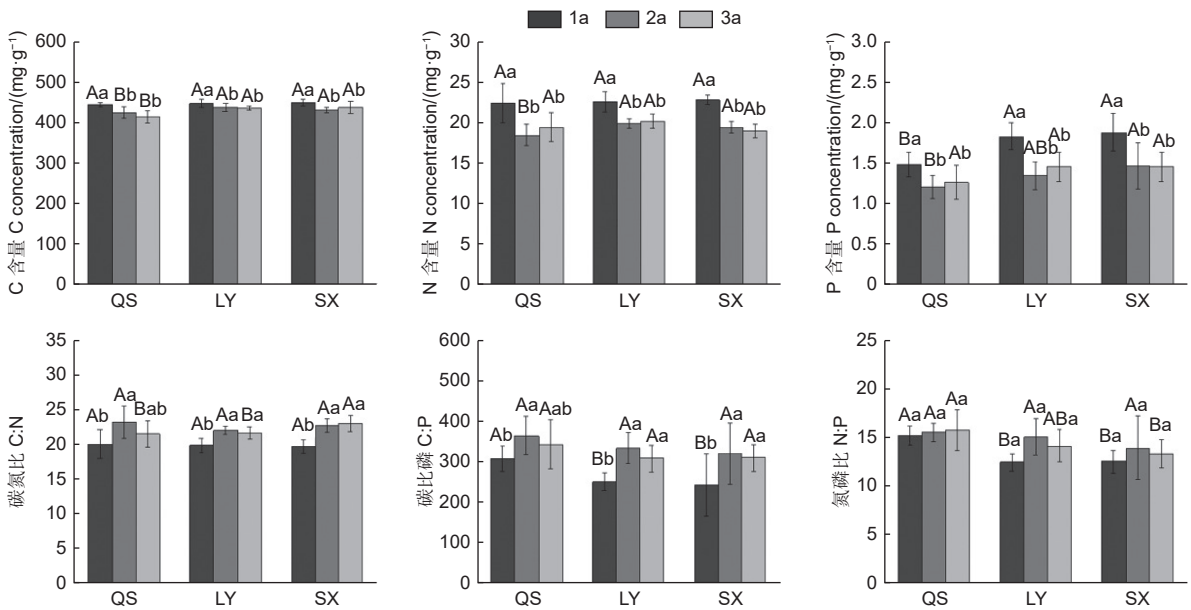 1a 2a 3a
C 含量 C concentration/(mg·g⁻¹)
600
500
400
300
200
100
0
Aa Bb Bb Aa Ab Ab Aa Ab Ab
QS LY SX
N 含量 N concentration/(mg·g⁻¹)
30
25
20
15
10
5
0
Aa Bb Ab Aa Ab Ab Aa Ab Ab
QS LY SX
P 含量 P concentration/(mg·g⁻¹)
3.0
2.5
2.0
1.5
1.0
0.5
0
Ba Bb Ab Aa ABb Ab Aa Ab Ab
QS LY SX
碳氮比 C:N
35
30
25
20
15
10
5
0
Ab Aa Bab Ab Aa Ba Ab Aa Aa
QS LY SX
碳比磷 C:P
600
500
400
300
200
100
0
Ab Aa Aab Bb Aa Aa Bb Aa Aa
QS LY SX
氮磷比 N:P
25
20
15
10
5
0
Aa Aa Aa Ba Aa ABa Ba Aa Ba
QS LY SX